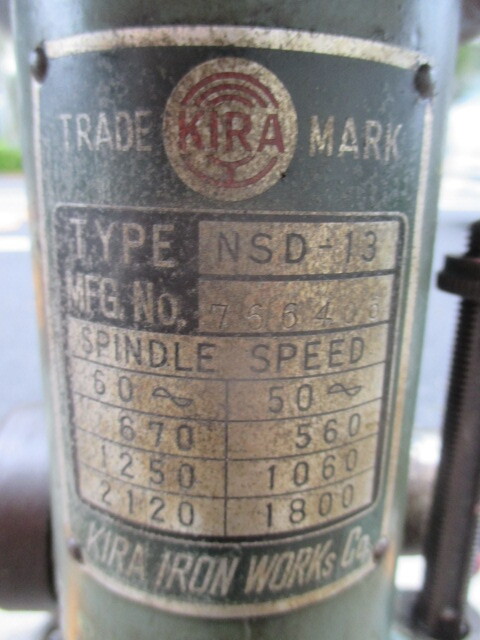 TRADE KIRA MARK
TYPE NSD-13
MFG. No. 76640
SPINDLE SPEED
60～ 50～
670 560
1250 1060
2120 1800
KIRA IRON WORKs Co.